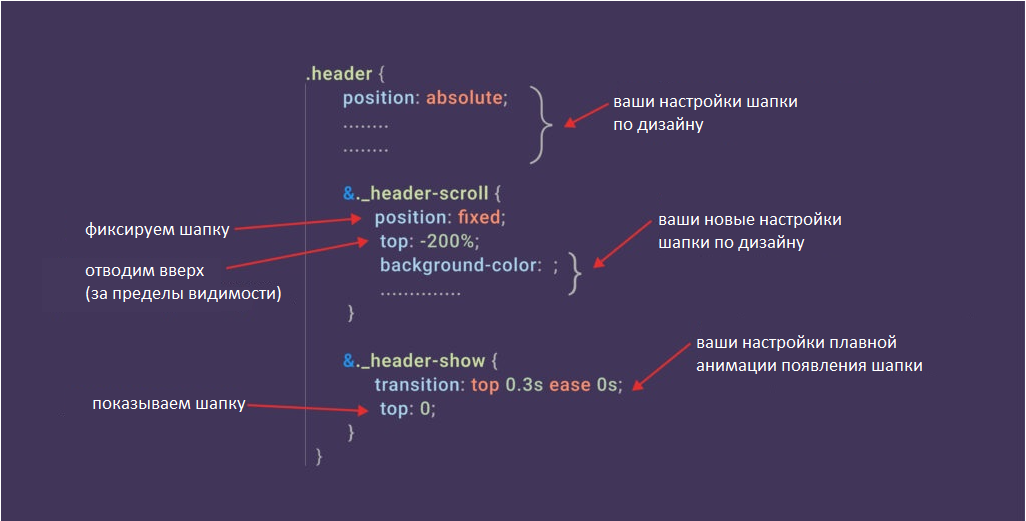 .header {
position: absolute;
........
........
ваши настройки шапки
по дизайну
&._header-scroll {
position: fixed;
фиксируем шапку
top: -200%;
отводим вверх
(за пределы видимости)
background-color: ;
..............
ваши новые настройки
шапки по дизайну
}
&._header-show {
transition: top 0.3s ease 0s;
ваши настройки плавной
анимации появления шапки
top: 0;
показываем шапку
}
}